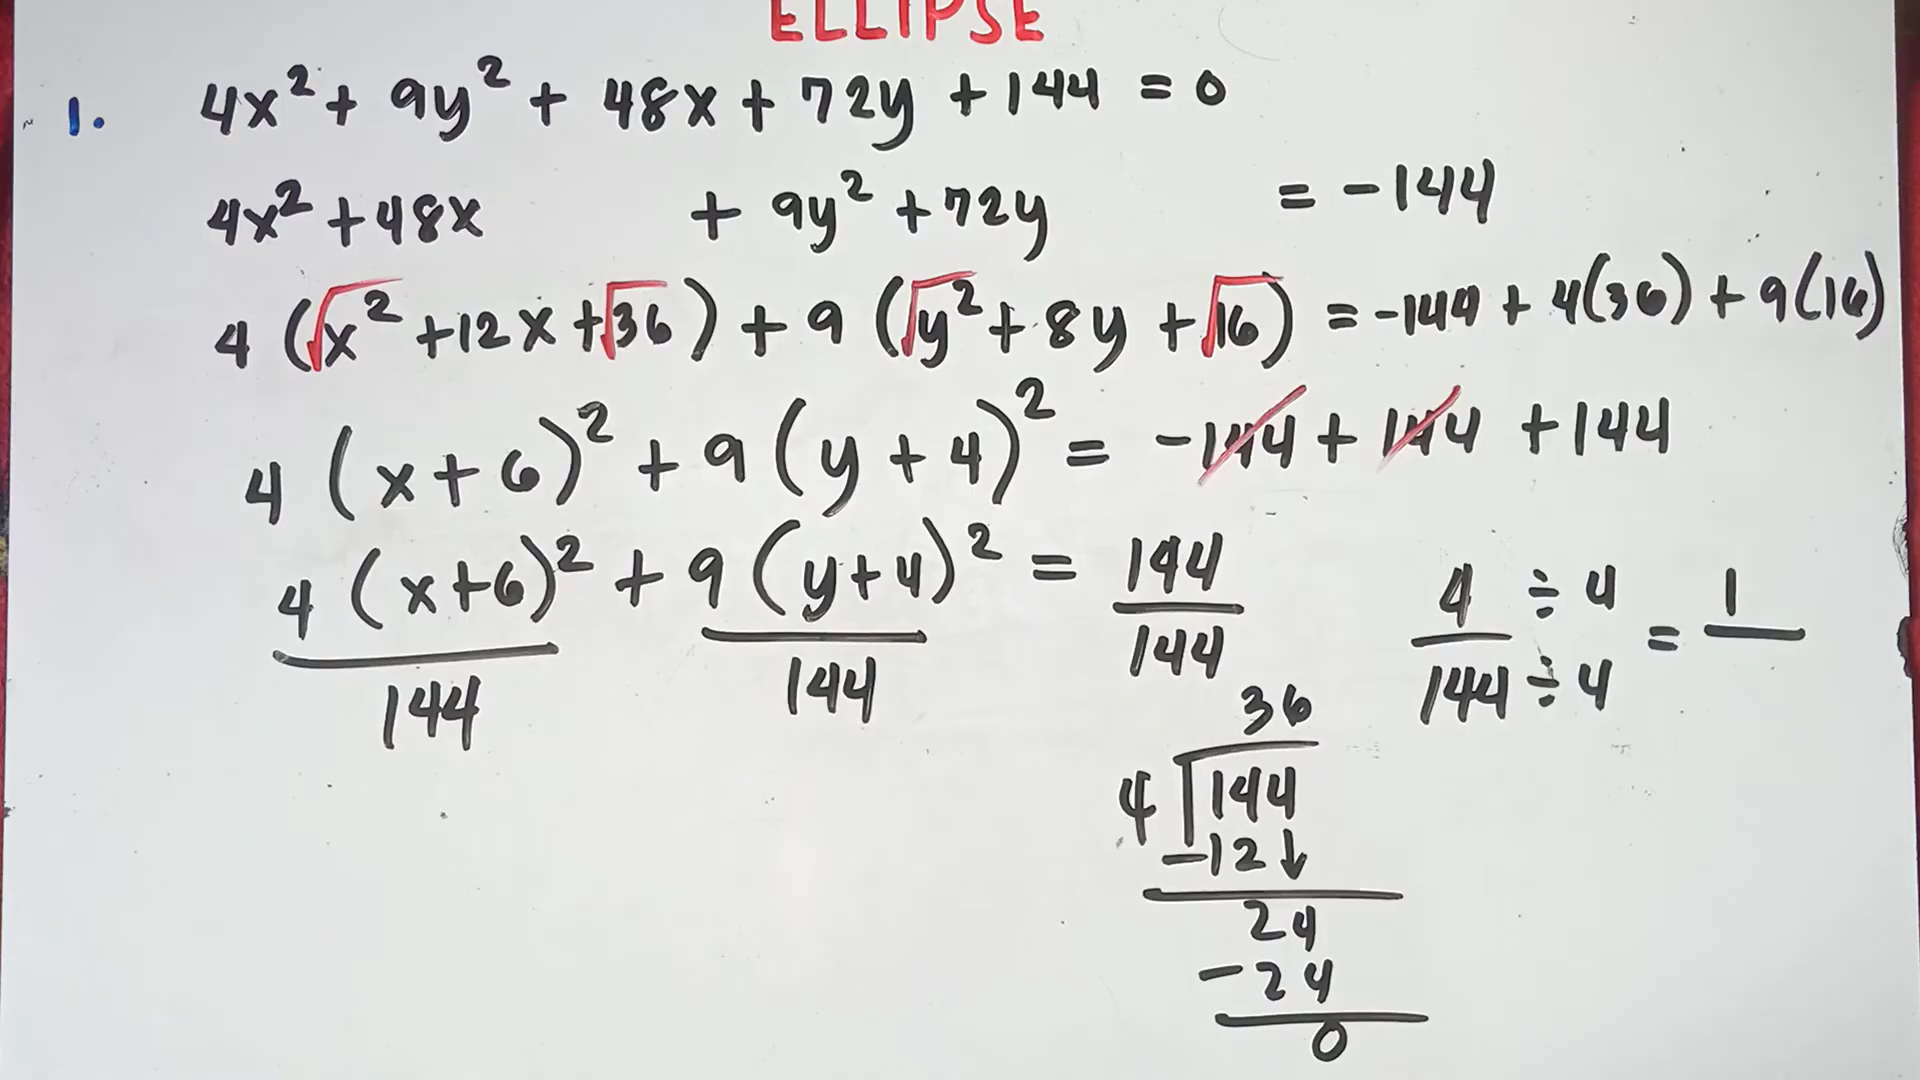 ELLIPSE
1. 4x² + 9y² + 48x + 72y + 144 = 0
4x² + 48x + 9y² + 72y = -144
4 (√x² + 12x + √36) + 9 (√y² + 8y + √16) = -144 + 4(36) + 9(16)
4 (x + 6)² + 9 (y + 4)² = -144 + 144 + 144
4 (x+6)² + 9 (y+4)² = 144
144 144 144
4 ÷ 4 = 1
144 ÷ 4
36
4 144
-12↓
24
-24
0